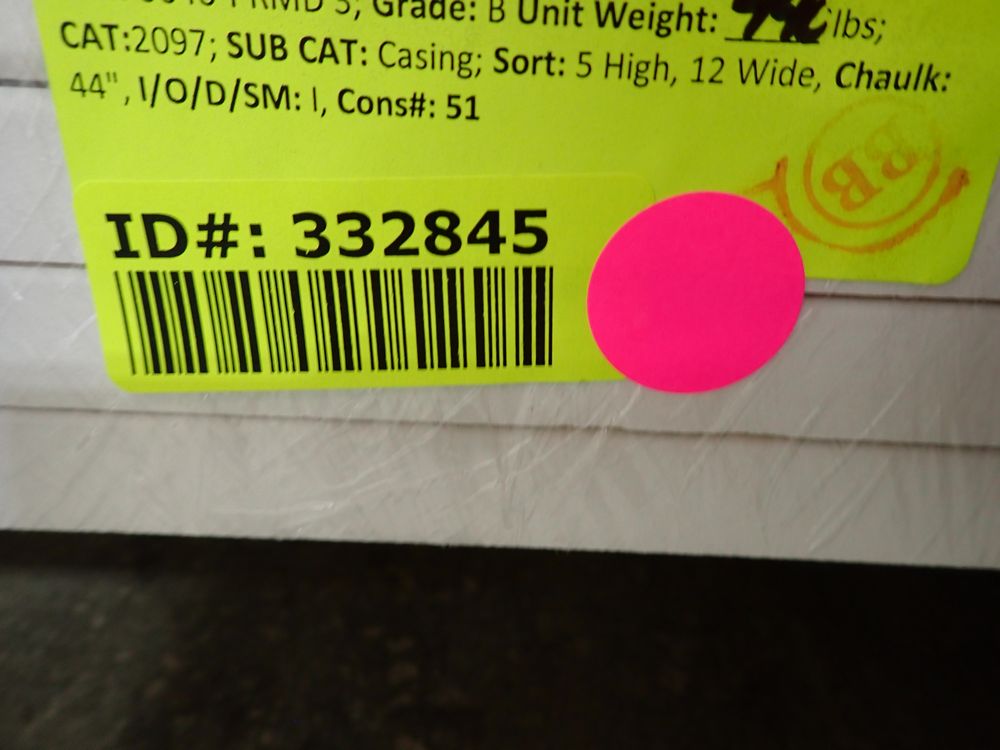 Grade: B Unit Weight: lbs;
CAT:2097; SUB CAT: Casing; Sort: 5 High, 12 Wide, Chaulk:
44", I/O/D/SM: I, Cons#: 51
BB
ID#: 332845